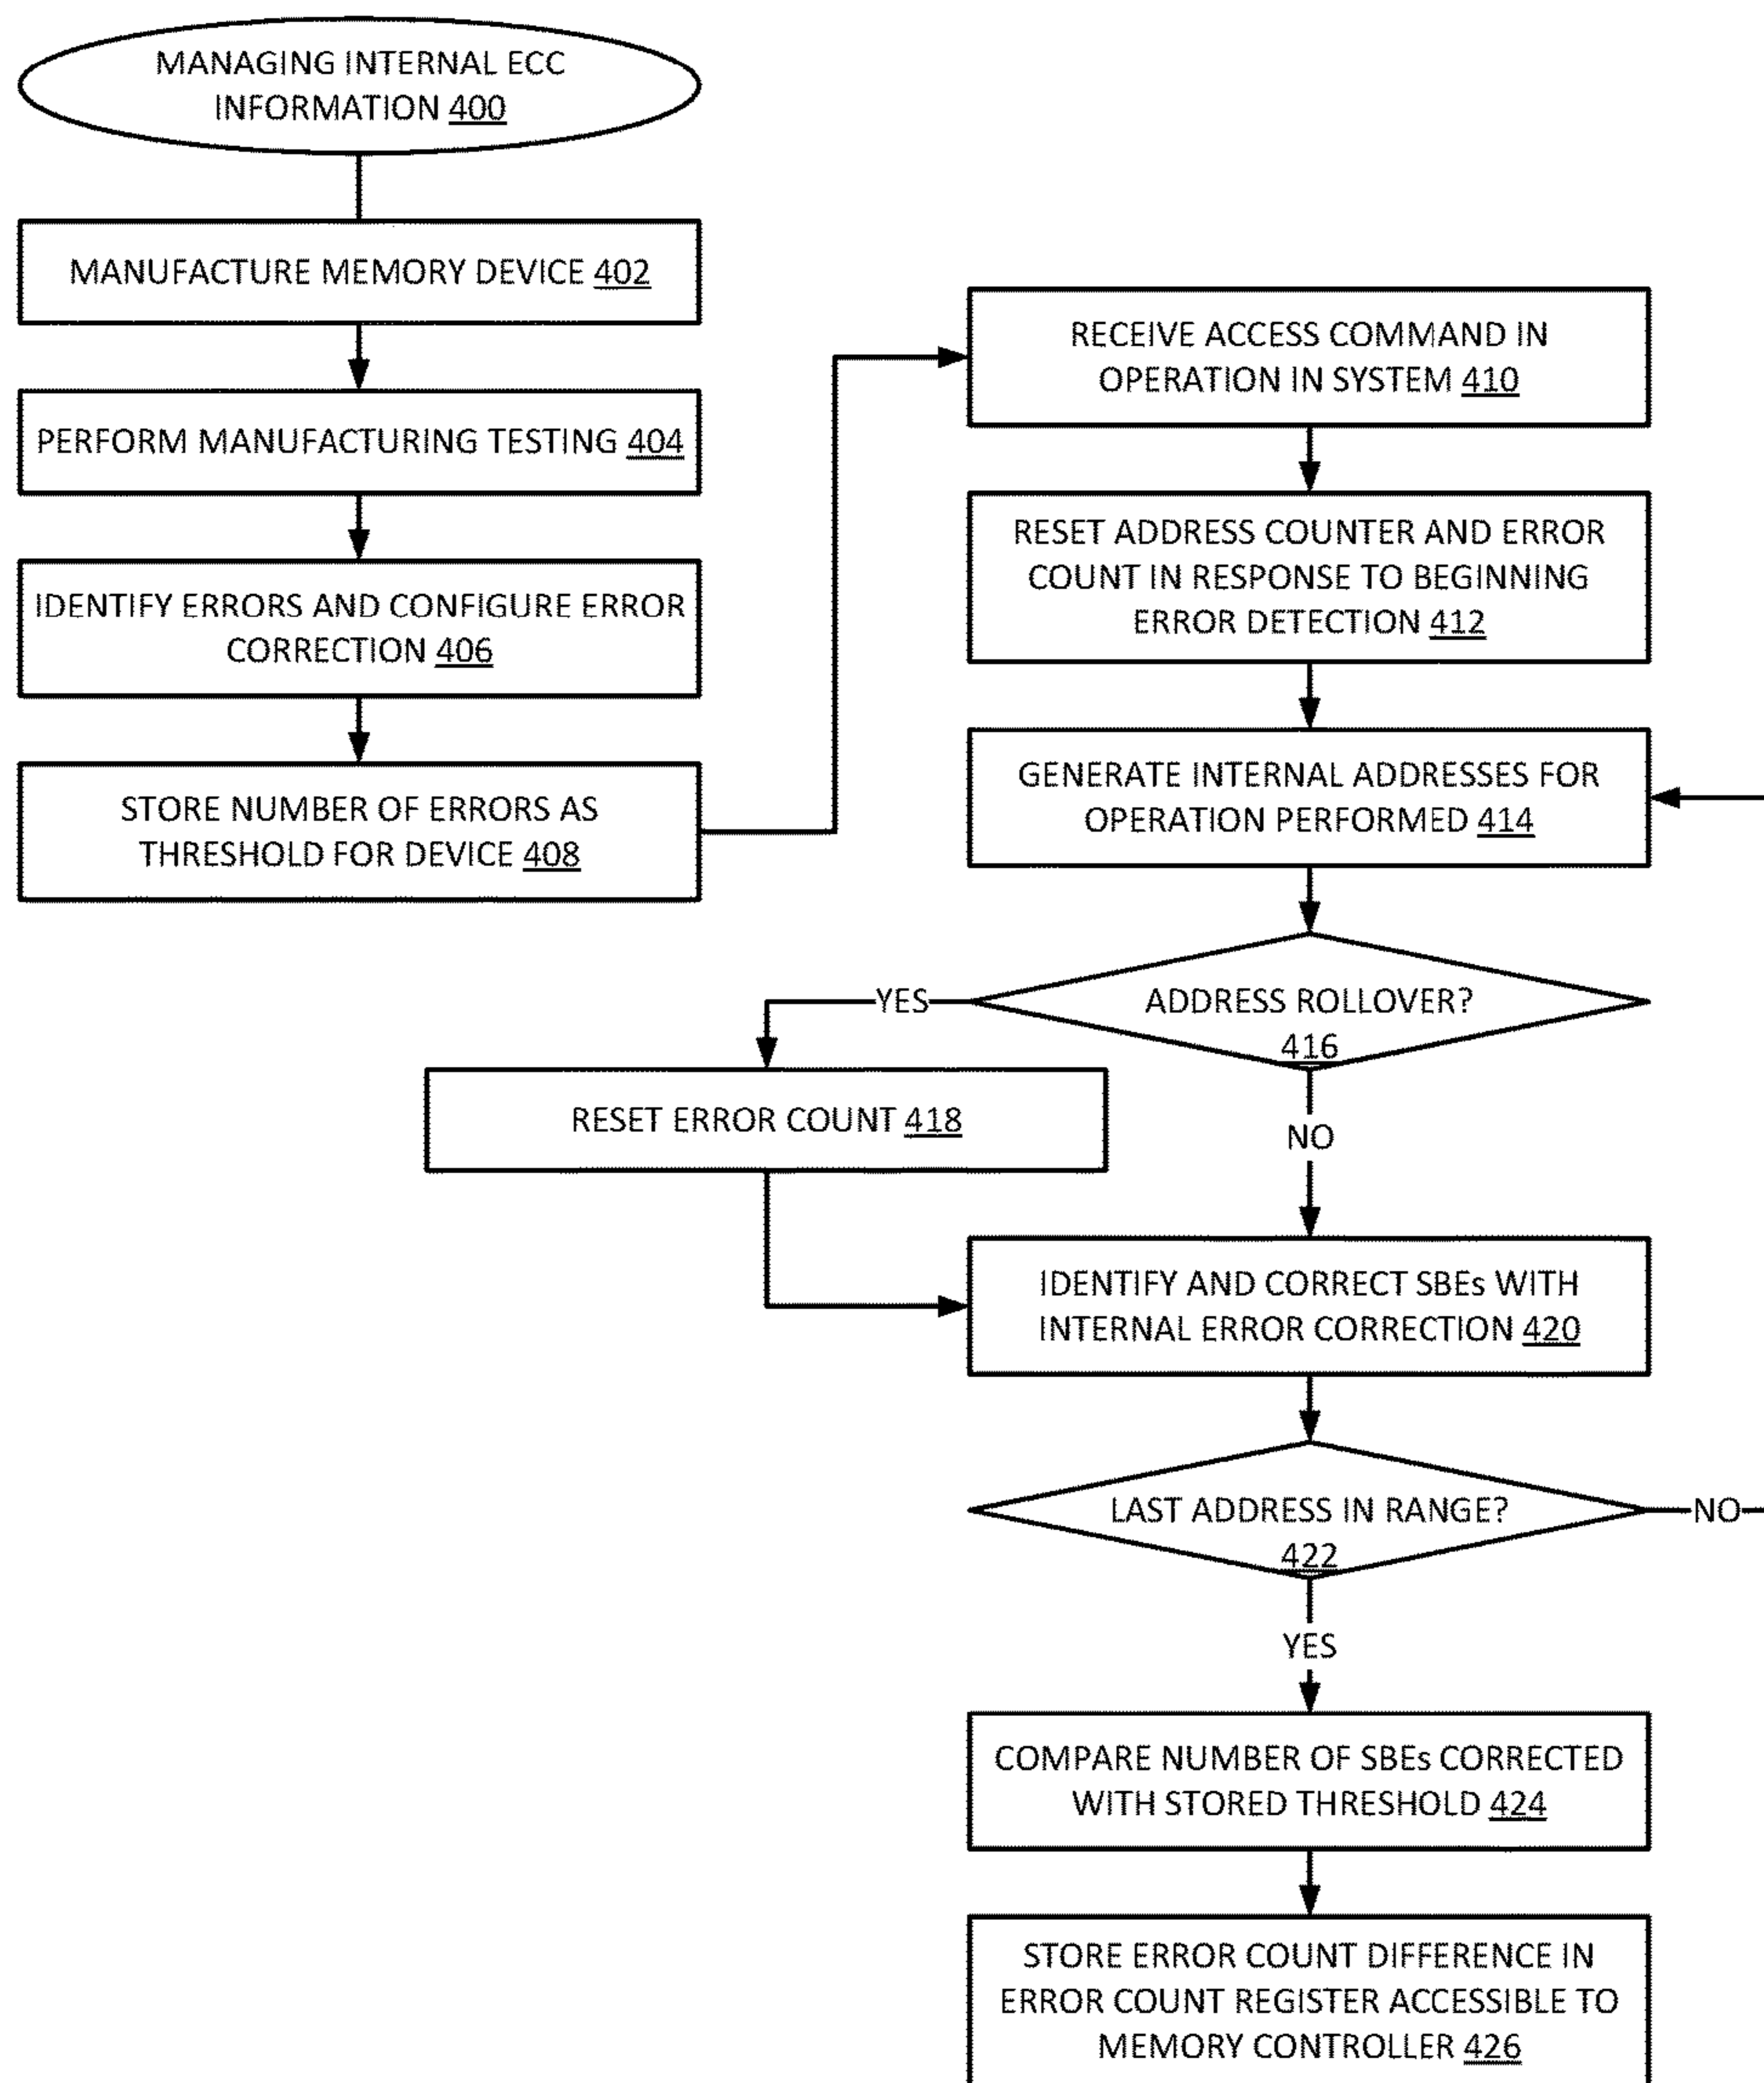 MANAGING INTERNAL ECC
INFORMATION 400
MANUFACTURE MEMORY DEVICE 402
PERFORM MANUFACTURING TESTING 404
IDENTIFY ERRORS AND CONFIGURE ERROR
CORRECTION 406
STORE NUMBER OF ERRORS AS
THRESHOLD FOR DEVICE 408
RECEIVE ACCESS COMMAND IN
OPERATION IN SYSTEM 410
RESET ADDRESS COUNTER AND ERROR
COUNT IN RESPONSE TO BEGINNING
ERROR DETECTION 412
GENERATE INTERNAL ADDRESSES FOR
OPERATION PERFORMED 414
ADDRESS ROLLOVER?
416
YES
RESET ERROR COUNT 418
NO
IDENTIFY AND CORRECT SBEs WITH
INTERNAL ERROR CORRECTION 420
LAST ADDRESS IN RANGE?
422
NO
YES
COMPARE NUMBER OF SBEs CORRECTED
WITH STORED THRESHOLD 424
STORE ERROR COUNT DIFFERENCE IN
ERROR COUNT REGISTER ACCESSIBLE TO
MEMORY CONTROLLER 426